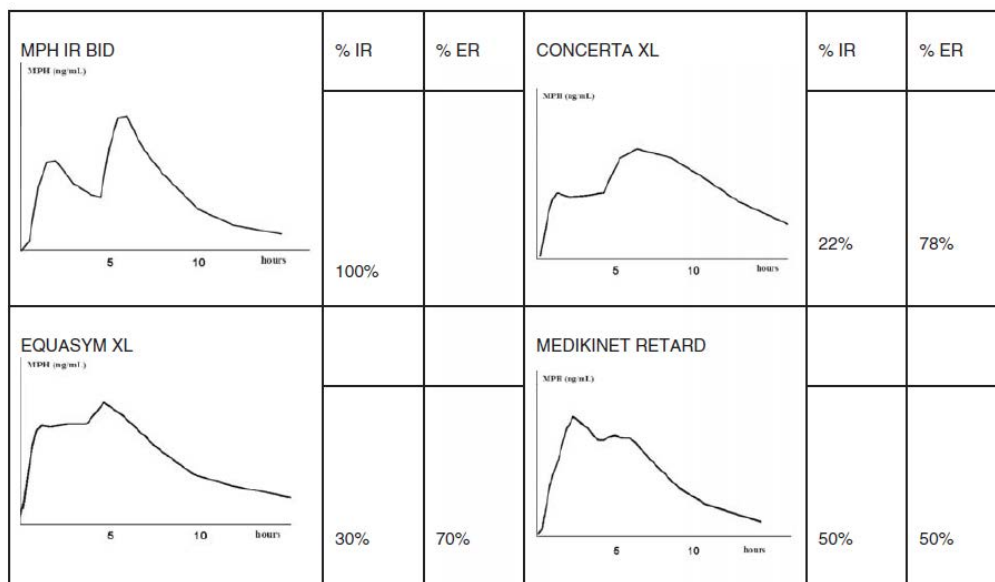 MPH IR BID
% IR
% ER
CONCERTA XL
% IR
% ER
MPH (ng/mL)
MPH (ng/mL)
5 10 hours
100%
5 10 hours
22%
78%
EQUASYM XL
MEDIKINET RETARD
MPH (ng/mL)
MPH (ng/mL)
5 10 hours
30%
70%
5 10 hours
50%
50%